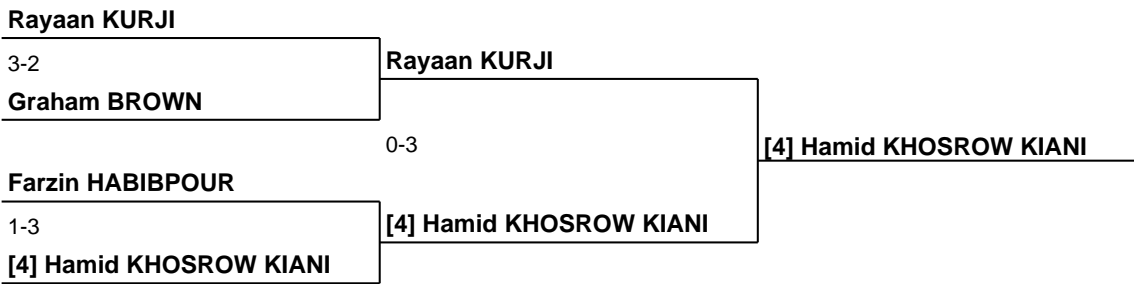 Rayaan KURJI
3-2
Rayaan KURJI
Graham BROWN
0-3
[4] Hamid KHOSROW KIANI
Farzin HABIBPOUR
1-3
[4] Hamid KHOSROW KIANI
[4] Hamid KHOSROW KIANI